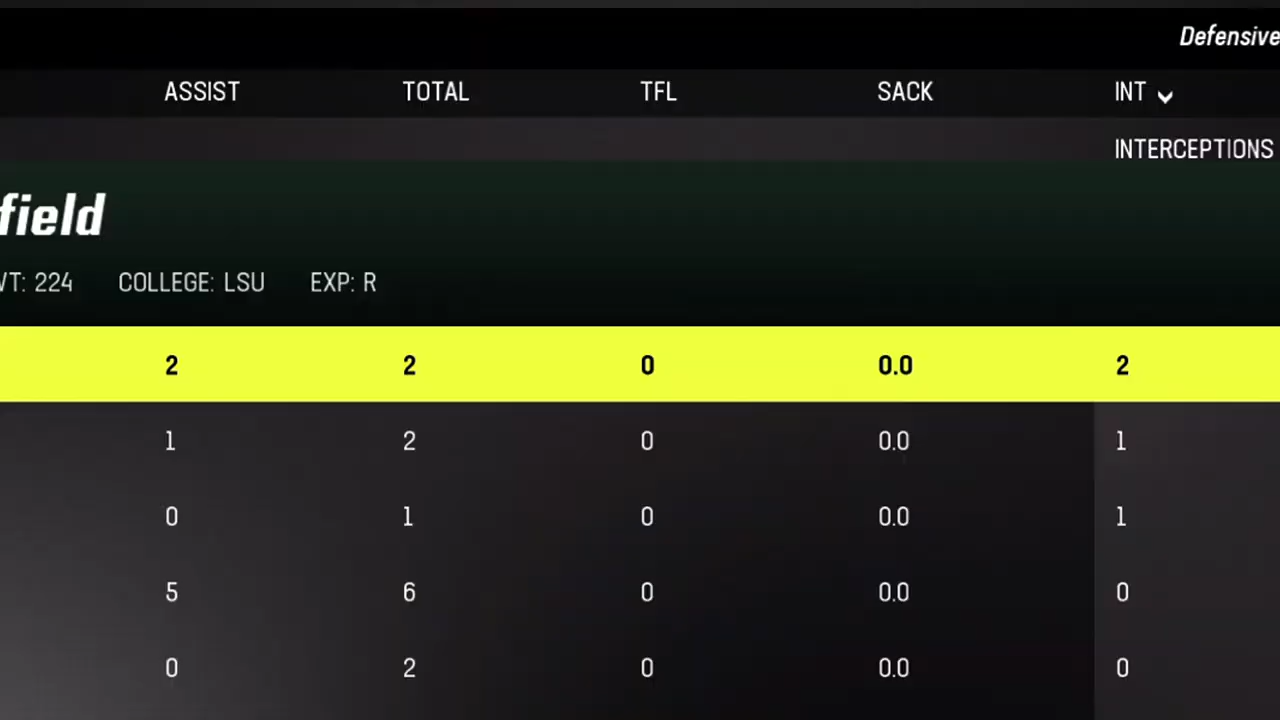 Defensive
ASSIST TOTAL TFL SACK INT
INTERCEPTIONS
field
WT: 224 COLLEGE: LSU EXP: R
2 2 0 0.0 2
1 2 0 0.0 1
0 1 0 0.0 1
5 6 0 0.0 0
0 2 0 0.0 0